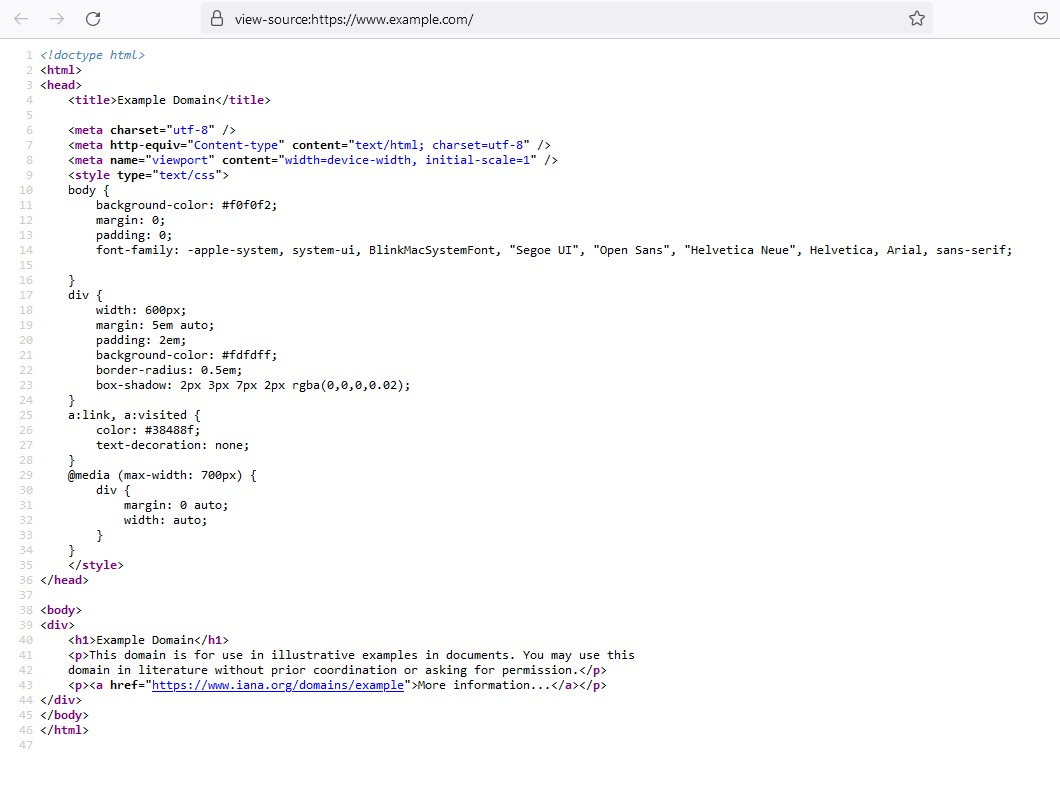 view-source:https://www.example.com/
1 <!doctype html>
2 <html>
3 <head>
4     <title>Example Domain</title>
5
6     <meta charset="utf-8" />
7     <meta http-equiv="Content-type" content="text/html; charset=utf-8" />
8     <meta name="viewport" content="width=device-width, initial-scale=1" />
9     <style type="text/css">
10     body {
11         background-color: #f0f0f2;
12         margin: 0;
13         padding: 0;
14         font-family: -apple-system, system-ui, BlinkMacSystemFont, "Segoe UI", "Open Sans", "Helvetica Neue", Helvetica, Arial, sans-serif;
15
16     }
17     div {
18         width: 600px;
19         margin: 5em auto;
20         padding: 2em;
21         background-color: #fdfdff;
22         border-radius: 0.5em;
23         box-shadow: 2px 3px 7px 2px rgba(0,0,0,0.02);
24     }
25     a:link, a:visited {
26         color: #38488f;
27         text-decoration: none;
28     }
29     @media (max-width: 700px) {
30         div {
31             margin: 0 auto;
32             width: auto;
33         }
34     }
35     </style>
36 </head>
37
38 <body>
39 <div>
40     <h1>Example Domain</h1>
41     <p>This domain is for use in illustrative examples in documents. You may use this
42     domain in literature without prior coordination or asking for permission.</p>
43     <p><a href="https://www.iana.org/domains/example">More information...</a></p>
44 </div>
45 </body>
46 </html>
47